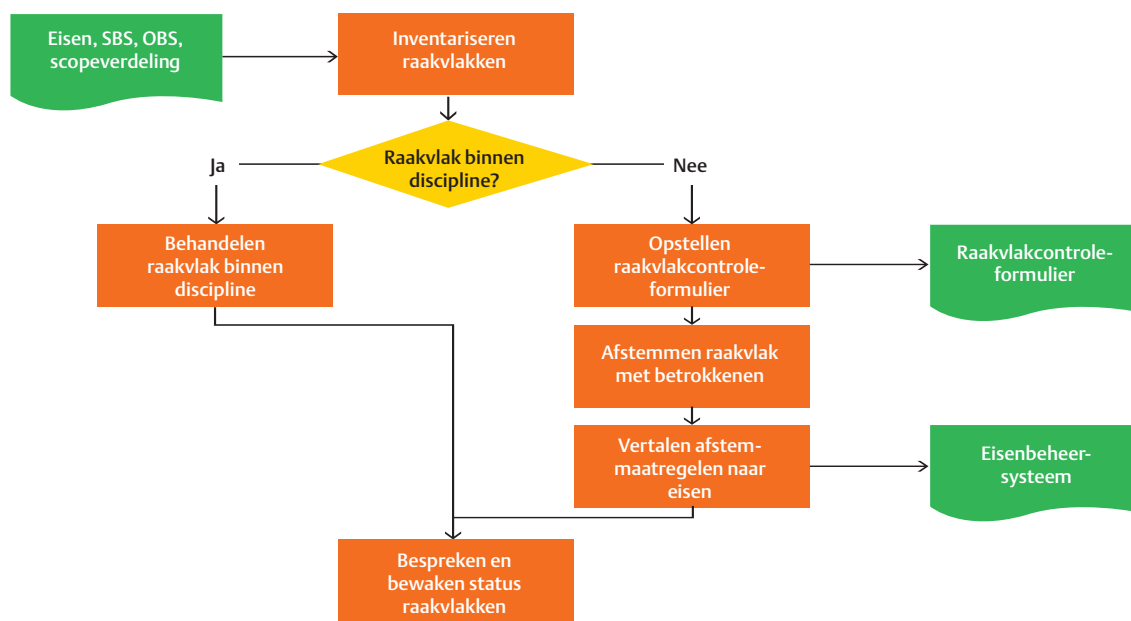 Eisen, SBS, OBS,
scopeverdeling
Inventariseren
raakvlakken
Raakvlak binnen
discipline?
Ja
Nee
Behandelen
raakvlak binnen
discipline
Opstellen
raakvlakcontrole-
formulier
Raakvlakcontrole-
formulier
Afstemmen raakvlak
met betrokkenen
Vertalen afstem-
maatregelen naar
eisen
Eisenbeheer-
systeem
Bespreken en
bewaken status
raakvlakken